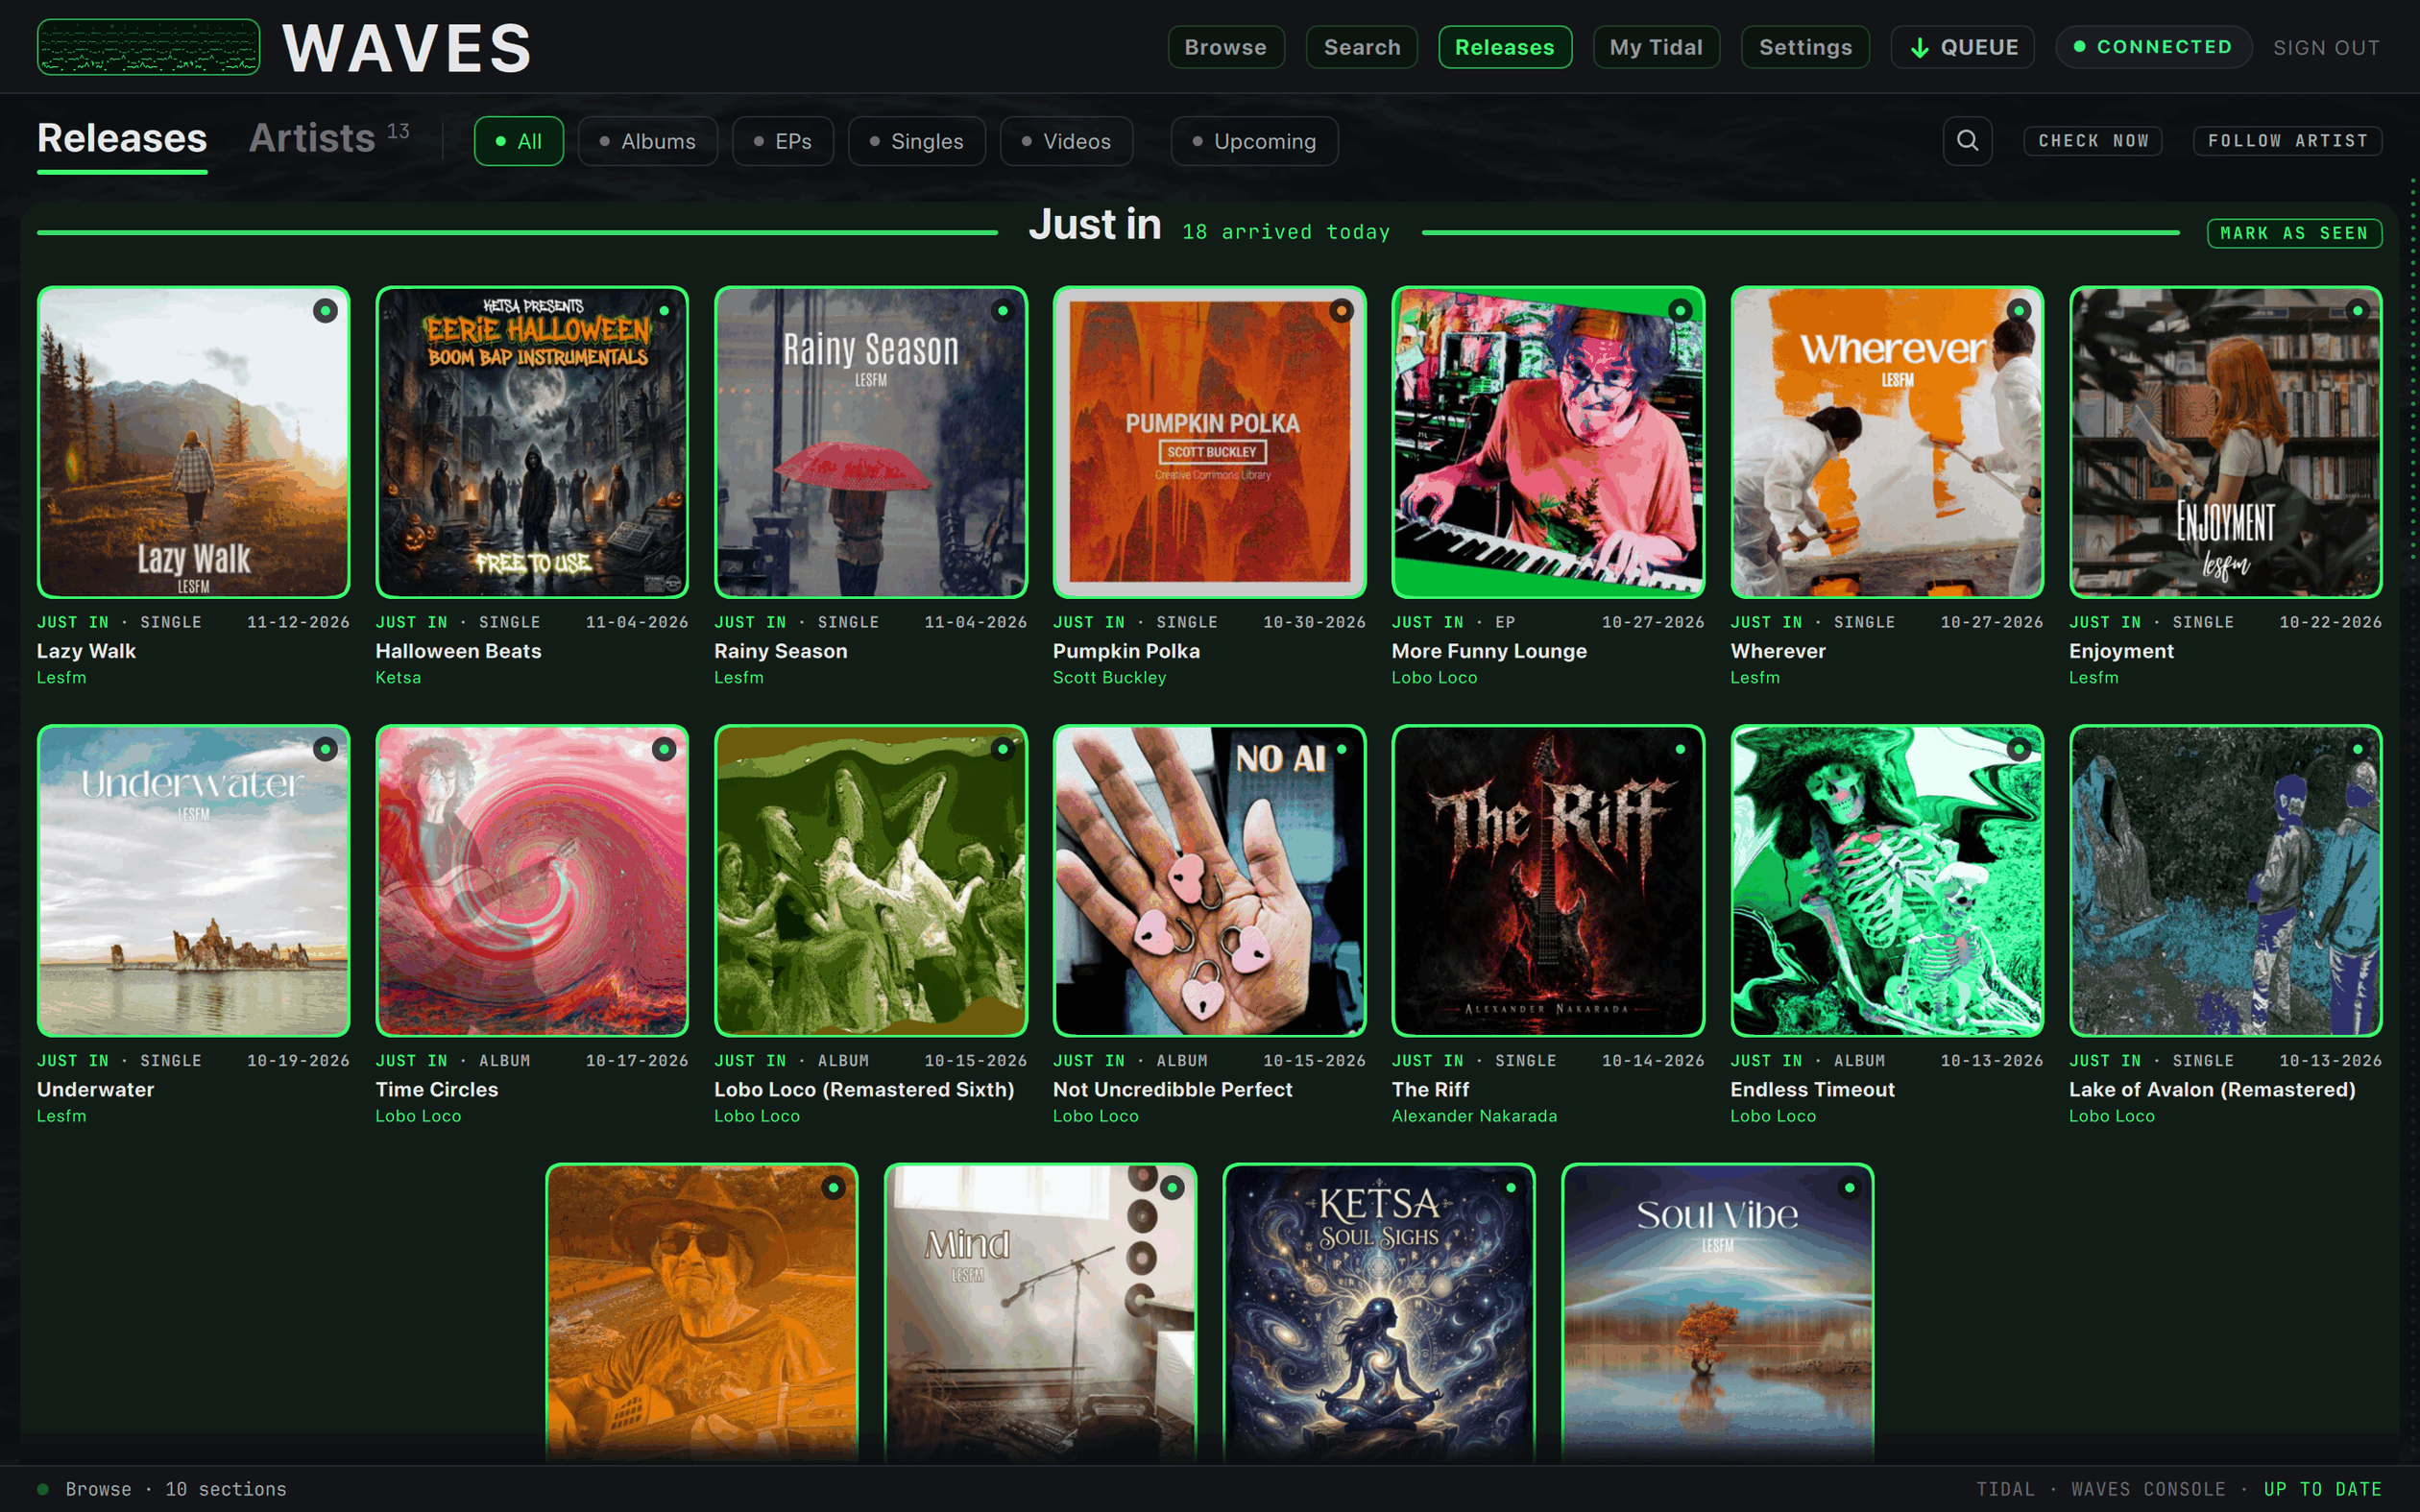 WAVES
Browse
Search
Releases
My Tidal
Settings
QUEUE
CONNECTED
SIGN OUT
Releases
Artists 13
All
Albums
EPs
Singles
Videos
Upcoming
CHECK NOW
FOLLOW ARTIST
Just in 18 arrived today
MARK AS SEEN
Lazy Walk
LESFM
KETSA PRESENTS
EERIE HALLOWEEN
BOOM BAP INSTRUMENTALS
FREE TO USE
Rainy Season
LESFM
PUMPKIN POLKA
SCOTT BUCKLEY
Creative Commons Library
Wherever
LESFM
ENJOYMENT
lesfm
JUST IN · SINGLE 11-12-2026
Lazy Walk
Lesfm
JUST IN · SINGLE 11-04-2026
Halloween Beats
Ketsa
JUST IN · SINGLE 11-04-2026
Rainy Season
Lesfm
JUST IN · SINGLE 10-30-2026
Pumpkin Polka
Scott Buckley
JUST IN · EP 10-27-2026
More Funny Lounge
Lobo Loco
JUST IN · SINGLE 10-27-2026
Wherever
Lesfm
JUST IN · SINGLE 10-22-2026
Enjoyment
Lesfm
Underwater
LESFM
NO AI
The Riff
ALEXANDER NAKARADA
JUST IN · SINGLE 10-19-2026
Underwater
Lesfm
JUST IN · ALBUM 10-17-2026
Time Circles
Lobo Loco
JUST IN · ALBUM 10-15-2026
Lobo Loco (Remastered Sixth)
Lobo Loco
JUST IN · ALBUM 10-15-2026
Not Uncredibble Perfect
Lobo Loco
JUST IN · SINGLE 10-14-2026
The Riff
Alexander Nakarada
JUST IN · ALBUM 10-13-2026
Endless Timeout
Lobo Loco
JUST IN · SINGLE 10-13-2026
Lake of Avalon (Remastered)
Lobo Loco
Mind
LESFM
KETSA
SOUL SIGHS
Soul Vibe
LESFM
Browse · 10 sections
TIDAL · WAVES CONSOLE · UP TO DATE